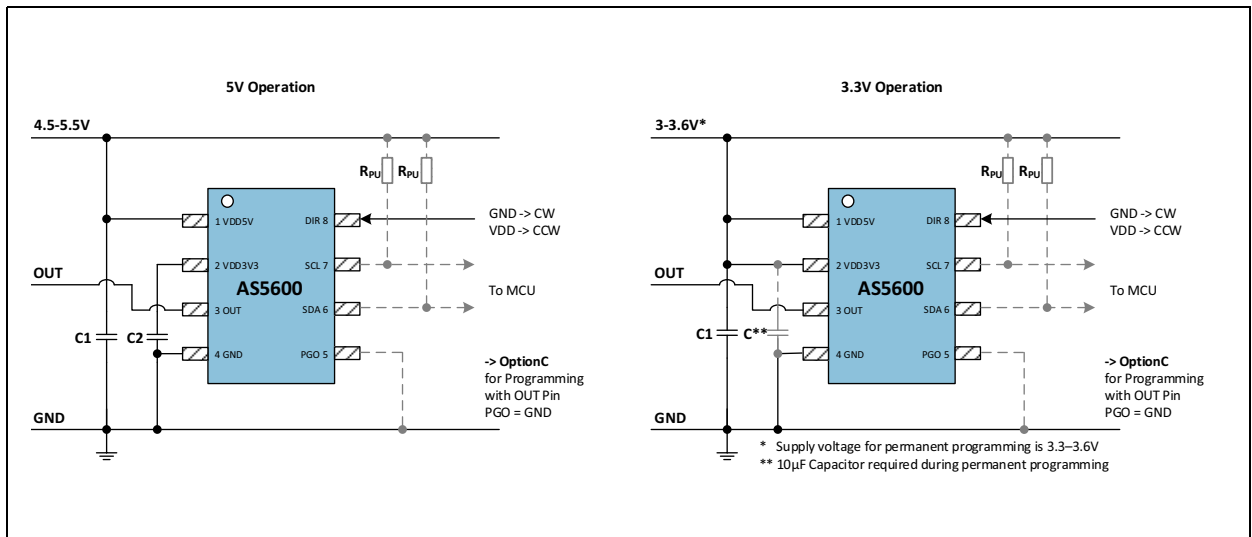 5V Operation
4.5-5.5V
RPU RPU
1 VDD5V
DIR 8
GND -> CW
VDD -> CCW
2 VDD3V3
SCL 7
OUT
AS5600
To MCU
3 OUT
SDA 6
C1
C2
4 GND
PGO 5
-> OptionC
for Programming
with OUT Pin
PGO = GND
GND
3.3V Operation
3-3.6V*
RPU RPU
1 VDD5V
DIR 8
GND -> CW
VDD -> CCW
2 VDD3V3
SCL 7
OUT
AS5600
To MCU
3 OUT
SDA 6
C1
C**
4 GND
PGO 5
-> OptionC
for Programming
with OUT Pin
PGO = GND
GND
* Supply voltage for permanent programming is 3.3–3.6V
** 10µF Capacitor required during permanent programming